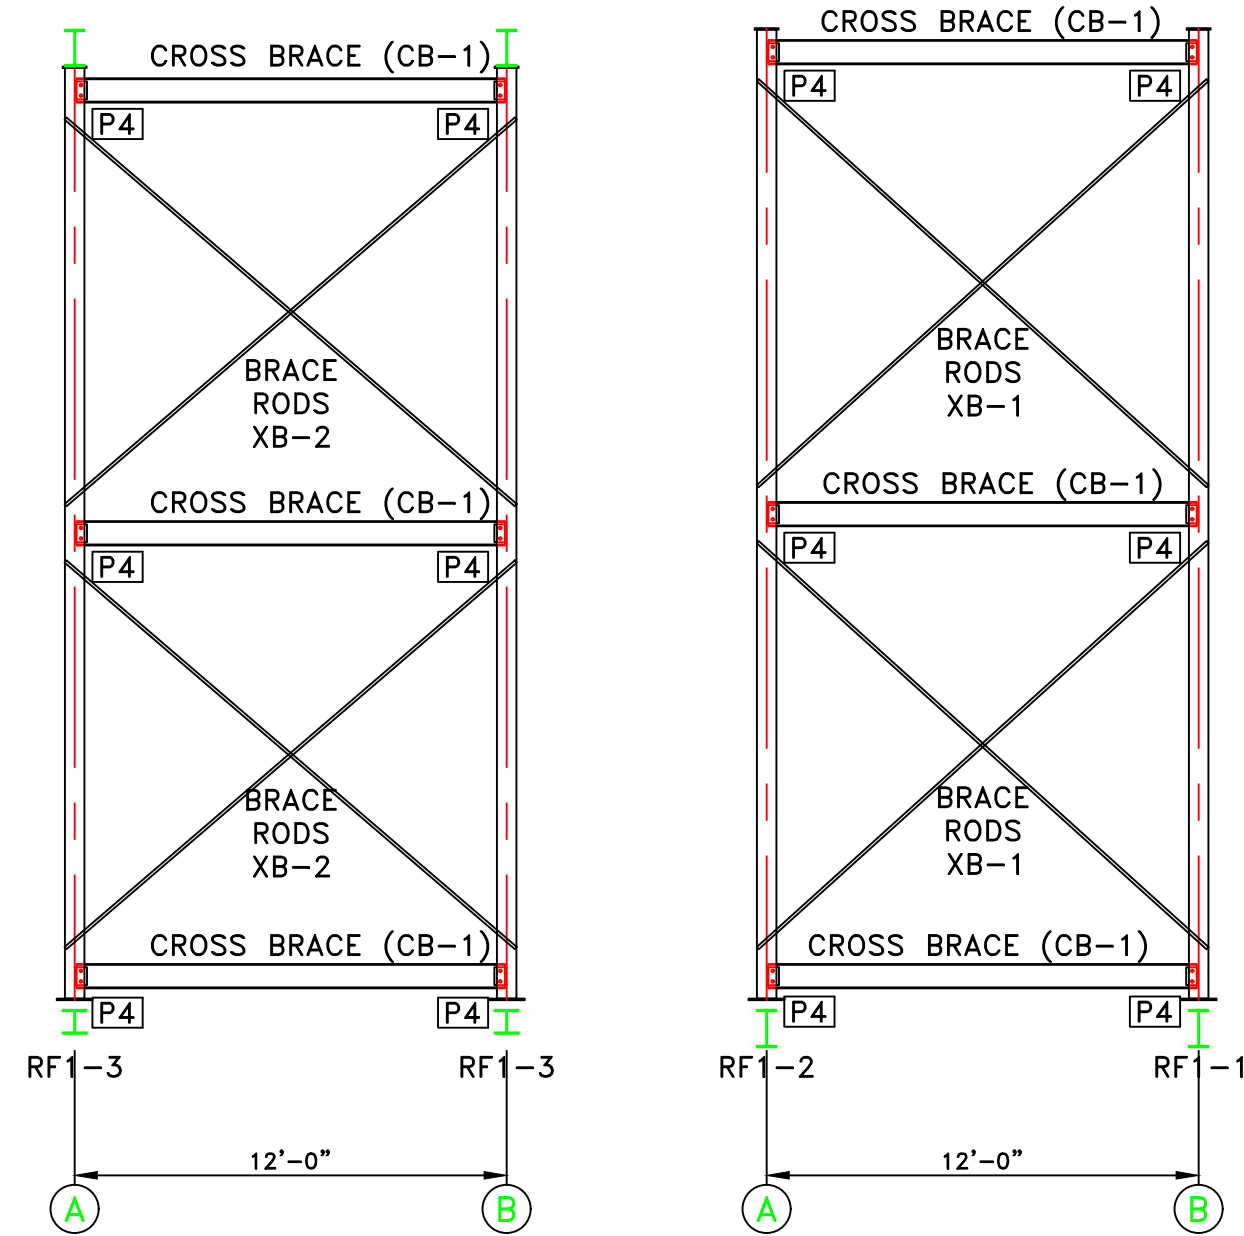 CROSS BRACE (CB-1)
P4
P4
BRACE
RODS
XB-2
CROSS BRACE (CB-1)
P4
P4
BRACE
RODS
XB-2
CROSS BRACE (CB-1)
P4
P4
RF1-3
RF1-3
12'-0"
A
B
CROSS BRACE (CB-1)
P4
P4
BRACE
RODS
XB-1
CROSS BRACE (CB-1)
P4
P4
BRACE
RODS
XB-1
CROSS BRACE (CB-1)
P4
P4
RF1-2
RF1-1
12'-0"
A
B